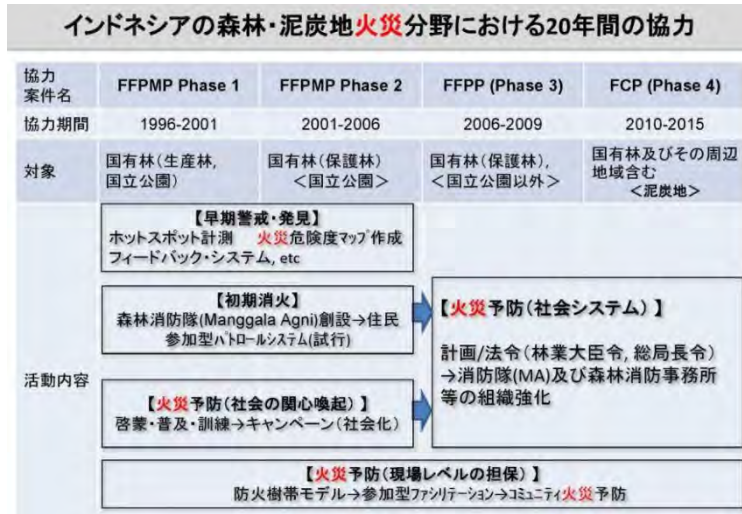 インドネシアの森林・泥炭地火災分野における20年間の協力
協力
案件名
FFPMP Phase 1
FFPMP Phase 2
FFPP (Phase 3)
FCP (Phase 4)
協力期間
1996-2001
2001-2006
2006-2009
2010-2015
対象
国有林(生産林,
国立公園)
国有林(保護林)
<国立公園>
国有林(保護林),
<国立公園以外>
国有林及びその周辺
地域含む
<泥炭地>
活動内容
【早期警戒・発見】
ホットスポット計測 火災危険度マップ作成
フィードバック・システム, etc
【初期消火】
森林消防隊(Manggala Agni)創設→住民
参加型パトロールシステム(試行)
【火災予防(社会の関心喚起)】
啓蒙・普及・訓練→キャンペーン(社会化)
【火災予防(社会システム)】
計画/法令(林業大臣令, 総局長令)
→消防隊(MA)及び森林消防事務所
等の組織強化
【火災予防(現場レベルの担保)】
防火樹帯モデル→参加型ファシリテーション→コミュニティ火災予防